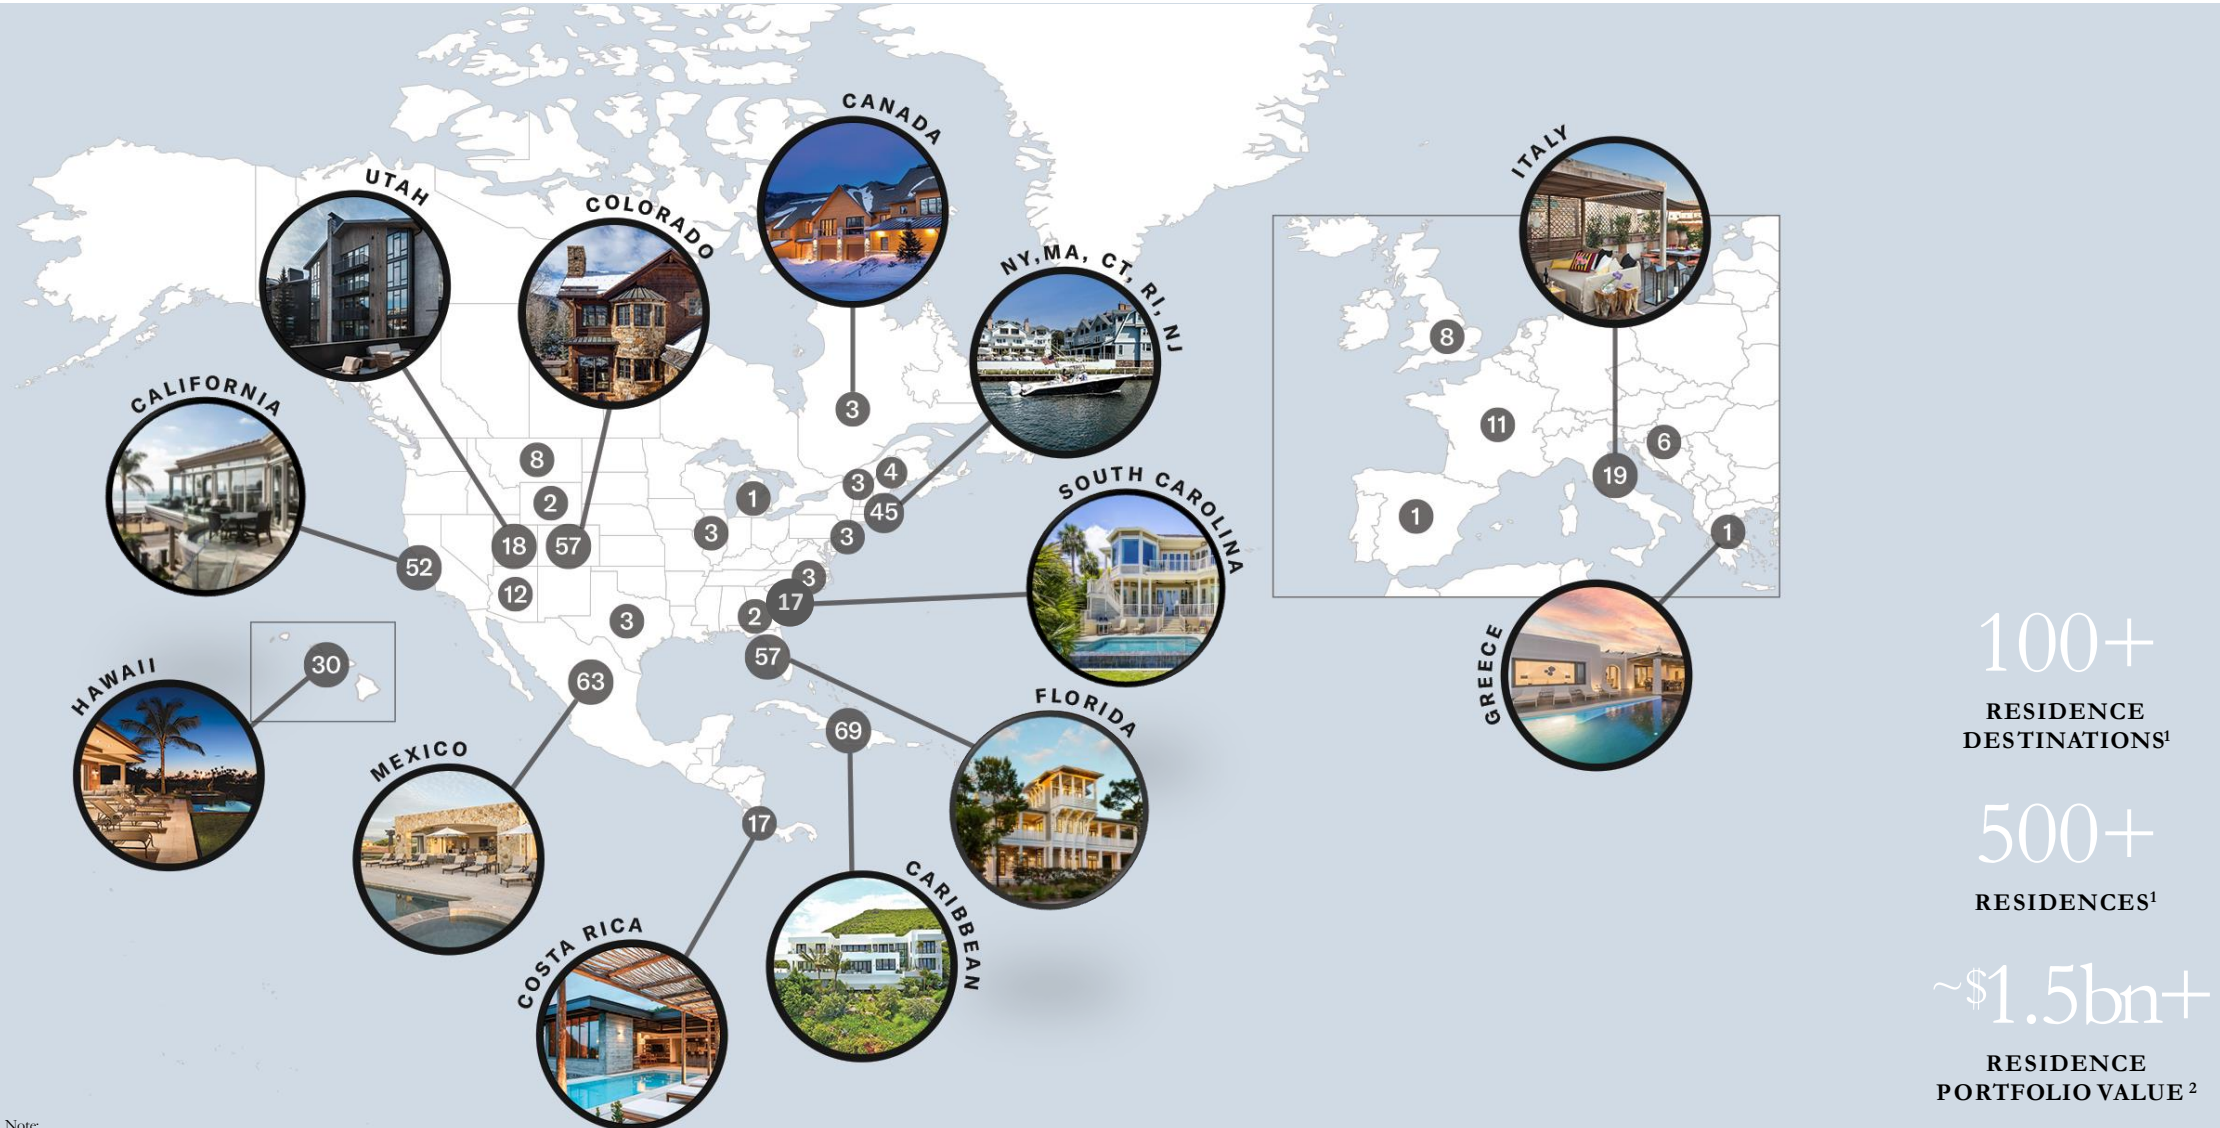 CANADA
ITALY
UTAH
COLORADO
NY, MA, CT, RI, NJ
CALIFORNIA
SOUTH CAROLINA
HAWAII
MEXICO
FLORIDA
GREECE
COSTA RICA
CARIBBEAN
3
8
11
6
19
1
1
8
2
1
3
3
4
45
3
18
57
52
12
3
3
17
2
57
30
63
69
17
100+
RESIDENCE
DESTINATIONS¹
500+
RESIDENCES¹
~$1.5bn+
RESIDENCE
PORTFOLIO VALUE ²
Note: